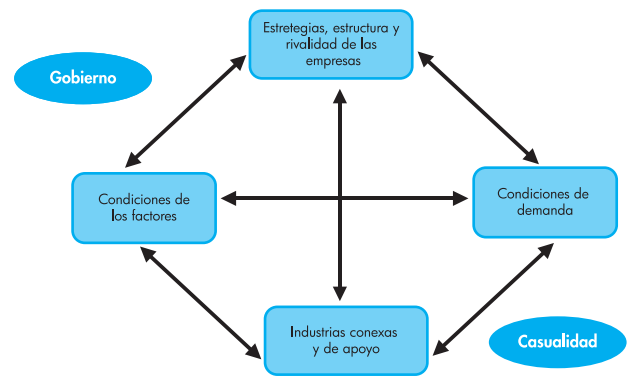 Estretegias, estructura y
rivalidad de las
empresas
Gobierno
Condiciones de
los factores
Condiciones de
demanda
Industrias conexas
y de apoyo
Casualidad